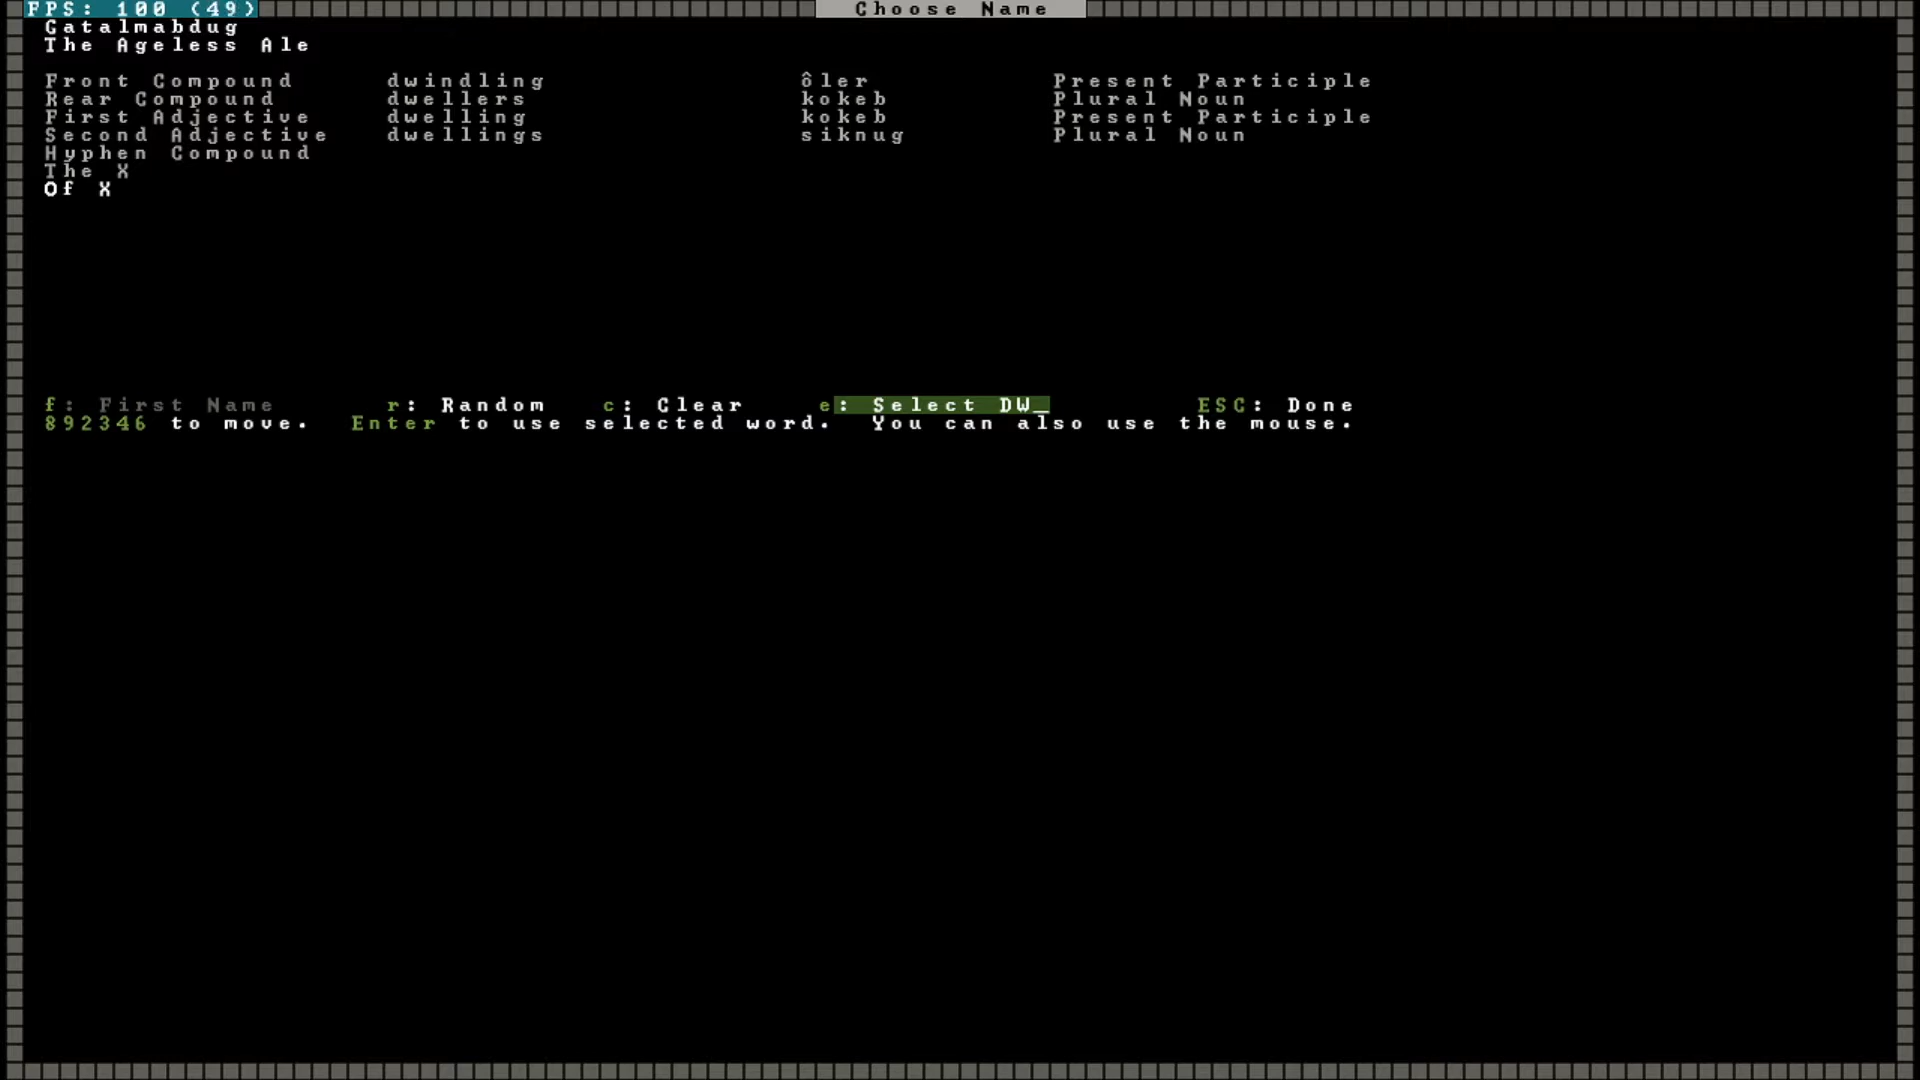 FPS: 100 (49) Choose Name
Gatalmabdug
The Ageless Ale
Front Compound dwindling ôler Present Participle
Rear Compound dwellers kokeb Plural Noun
First Adjective dwelling kokeb Present Participle
Second Adjective dwellings siknug Plural Noun
Hyphen Compound
The X
Of X
f: First Name r: Random c: Clear e: Select DW_ ESC: Done
892346 to move. Enter to use selected word. You can also use the mouse.